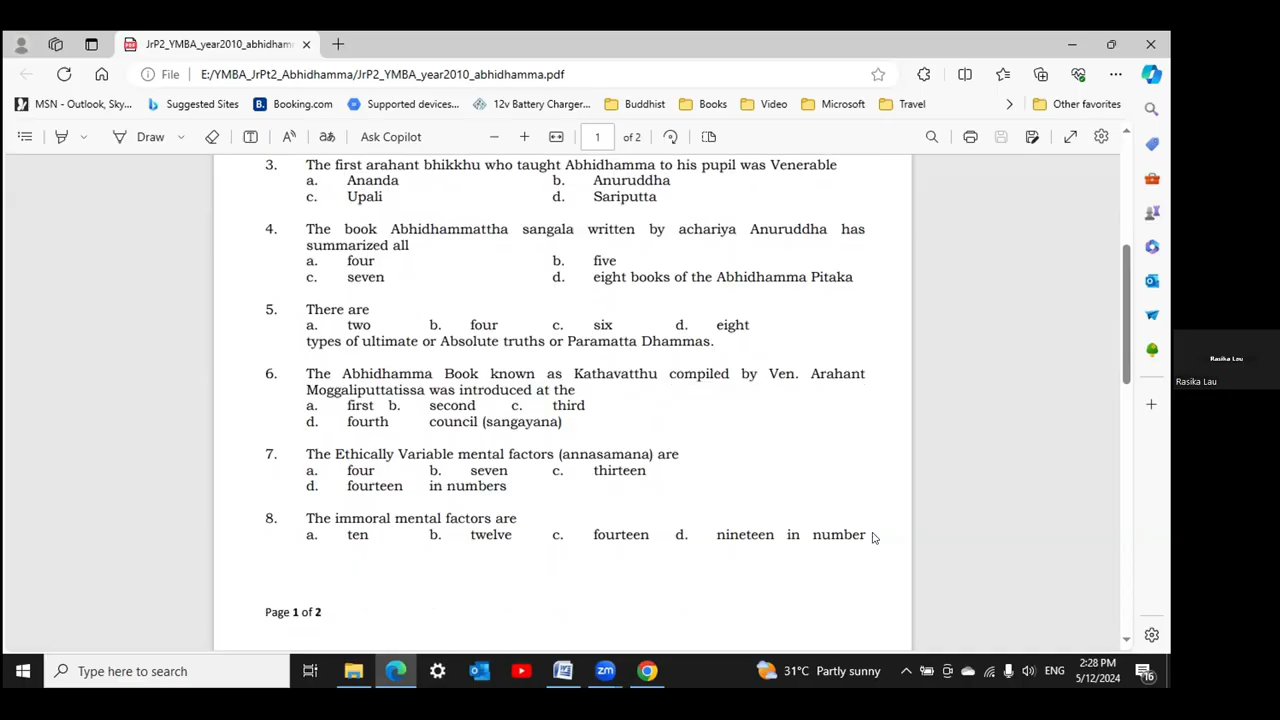 JrP2_YMBA_year2010_abhidhamm
File E:/YMBA_JrPt2_Abhidhamma/JrP2_YMBA_year2010_abhidhamma.pdf
MSN - Outlook, Sky... Suggested Sites Booking.com Supported devices... 12v Battery Charger... Buddhist Books Video Microsoft Travel Other favorites
Draw Ask Copilot 1 of 2
3. The first arahant bhikkhu who taught Abhidhamma to his pupil was Venerable
a. Ananda b. Anuruddha
c. Upali d. Sariputta
4. The book Abhidhammattha sangala written by achariya Anuruddha has
summarized all
a. four b. five
c. seven d. eight books of the Abhidhamma Pitaka
5. There are
a. two b. four c. six d. eight
types of ultimate or Absolute truths or Paramatta Dhammas.
6. The Abhidhamma Book known as Kathavatthu compiled by Ven. Arahant
Moggaliputtatissa was introduced at the
a. first b. second c. third
d. fourth council (sangayana)
7. The Ethically Variable mental factors (annasamana) are
a. four b. seven c. thirteen
d. fourteen in numbers
8. The immoral mental factors are
a. ten b. twelve c. fourteen d. nineteen in number
Page 1 of 2
Rasika Lau
Rasika Lau
Type here to search
31°C Partly sunny
ENG
2:28 PM
5/12/2024
16